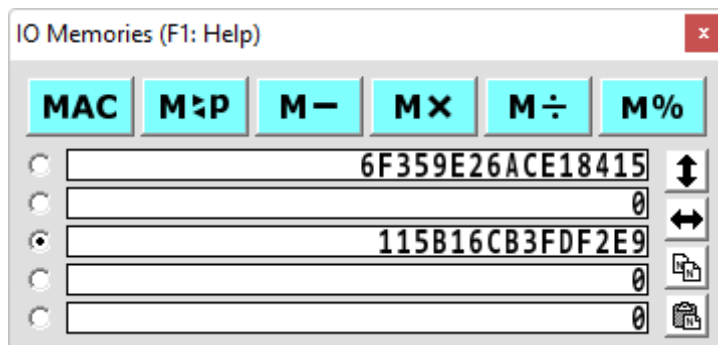 IO Memories (F1: Help) x
MAC M⮃P M− M× M÷ M%
6F359E26ACE18415
0
115B16CB3FDF2E9
0
0